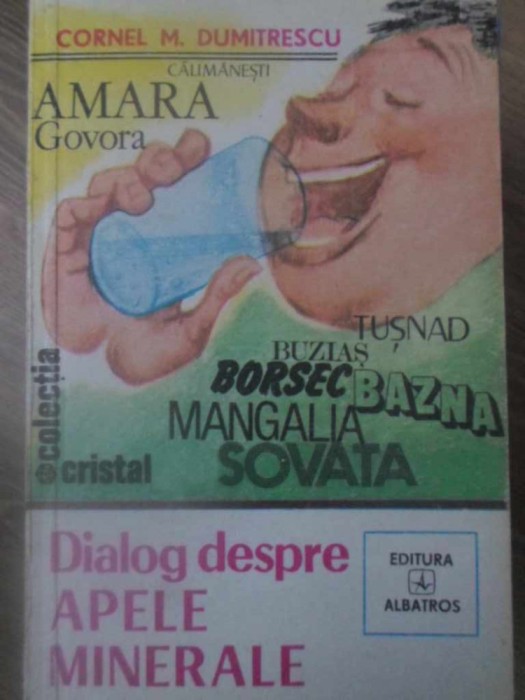 CORNEL M. DUMITRESCU
CĂLIMĂNEȘTI
AMARA
Govora
TUȘNAD
BUZIAȘ
BORSEC
BAZNA
MANGALIA
SOVATA
colecția
cristal
Dialog despre
APELE
MINERALE
EDITURA
ALBATROS